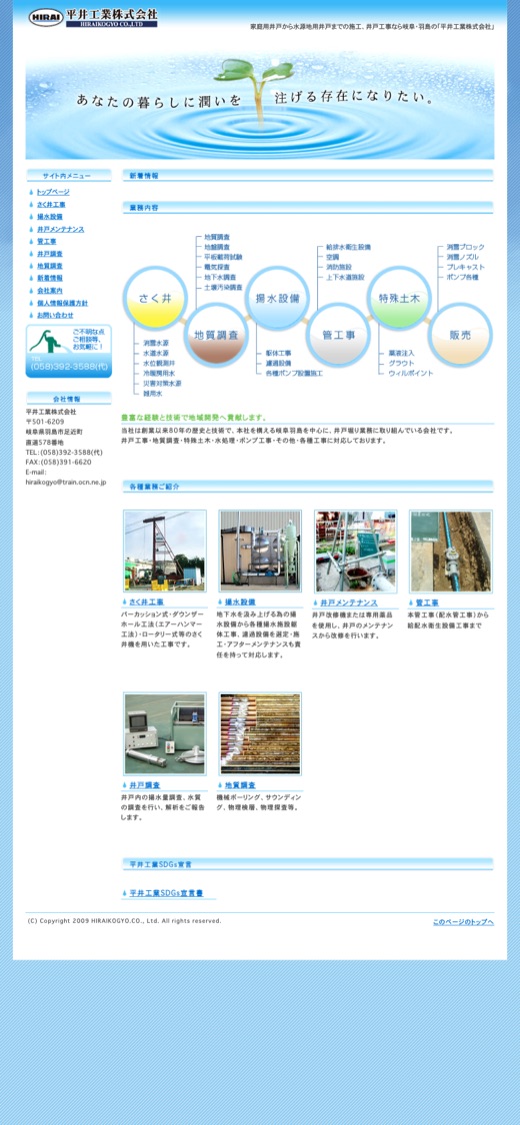 HIRAI 平井工業株式会社
HIRAIKOGYO CO.,LTD
家庭用井戸から水源地用井戸までの施工、井戸工事なら岐阜・羽島の「平井工業株式会社」
あなたの暮らしに潤いを 注げる存在になりたい。
サイト内メニュー
トップページ
さく井工事
揚水設備
井戸メンテナンス
管工事
井戸調査
地質調査
新着情報
会社案内
個人情報保護方針
お問い合わせ
ご不明な点
ご相談等、
お気軽に！
TEL
(058)392-3588(代)
会社情報
平井工業株式会社
〒501-6209
岐阜県羽島市足近町
直道578番地
TEL:(058)392-3588(代)
FAX:(058)391-6620
E-mail:
hiraikogyo@train.ocn.ne.jp
新着情報
業務内容
地質調査
地盤調査
平板載荷試験
電気探査
地下水調査
土壌汚染調査
給排水衛生設備
空調
消防施設
上下水道施設
消雪ブロック
消雪ノズル
プレキャスト
ポンプ各種
さく井
地質調査
揚水設備
管工事
特殊土木
販売
消雪水源
水道水源
水位観測井
冷暖房用水
災害対策水源
雑用水
躯体工事
濾過設備
各種ポンプ設置施工
薬液注入
グラウト
ウィルポイント
豊富な経験と技術で地域開発へ貢献します。
当社は創業以来80年の歴史と技術で、本社を構える岐阜羽島を中心に、井戸堀り業務に取り組んでいる会社です。
井戸工事・地質調査・特殊土木・水処理・ポンプ工事・その他・各種工事に対応しております。
各種業務ご紹介
さく井工事
パーカッション式・ダウンザー
ホール工法（エアーハンマー
工法）・ロータリー式等のさく
井機を用いた工事です。
揚水設備
地下水を汲み上げる為の揚
水設備から各種揚水施設躯
体工事、濾過設備を選定・施
工・アフターメンテナンスも責
任を持って対応します。
井戸メンテナンス
井戸改修機または専用薬品
を使用し、井戸のメンテナン
スから改修を行います。
管工事
本管工事（配水管工事）から
給配水衛生設備工事まで
井戸調査
井戸内の揚水量調査、水質
の調査を行い、解析をご報告
します。
地質調査
機械ボーリング、サウンディン
グ、物理検層、物理探査等。
平井工業SDGs宣言
平井工業SDGs宣言書
(C) Copyright 2009 HIRAIKOGYO.CO., Ltd. All rights reserved.
このページのトップへ